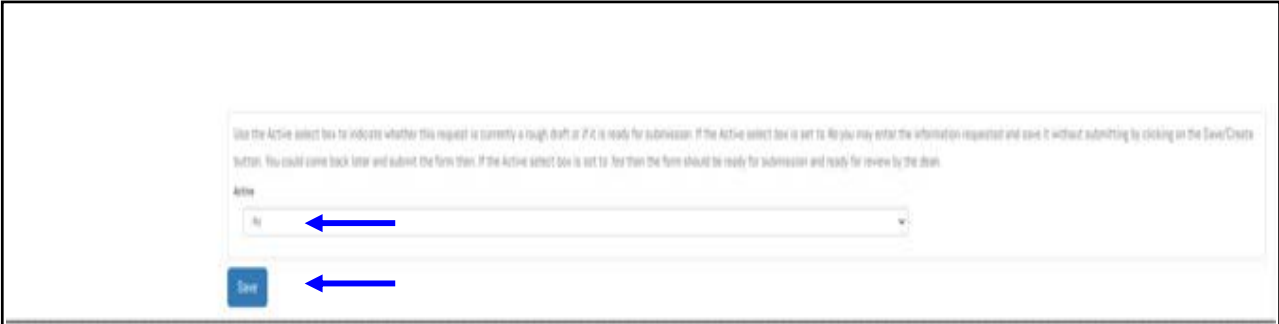 Use the Active select box to indicate whether this request is currently a rough draft or if it is ready for submission. If the Active select box is set to No you may enter the information requested and save it without submitting by clicking on the Save/Create
button. You could come back later and submit the form then. If the Active select box is set to Yes then the form should be ready for submission and ready for review by the dean.
Active
No
Save